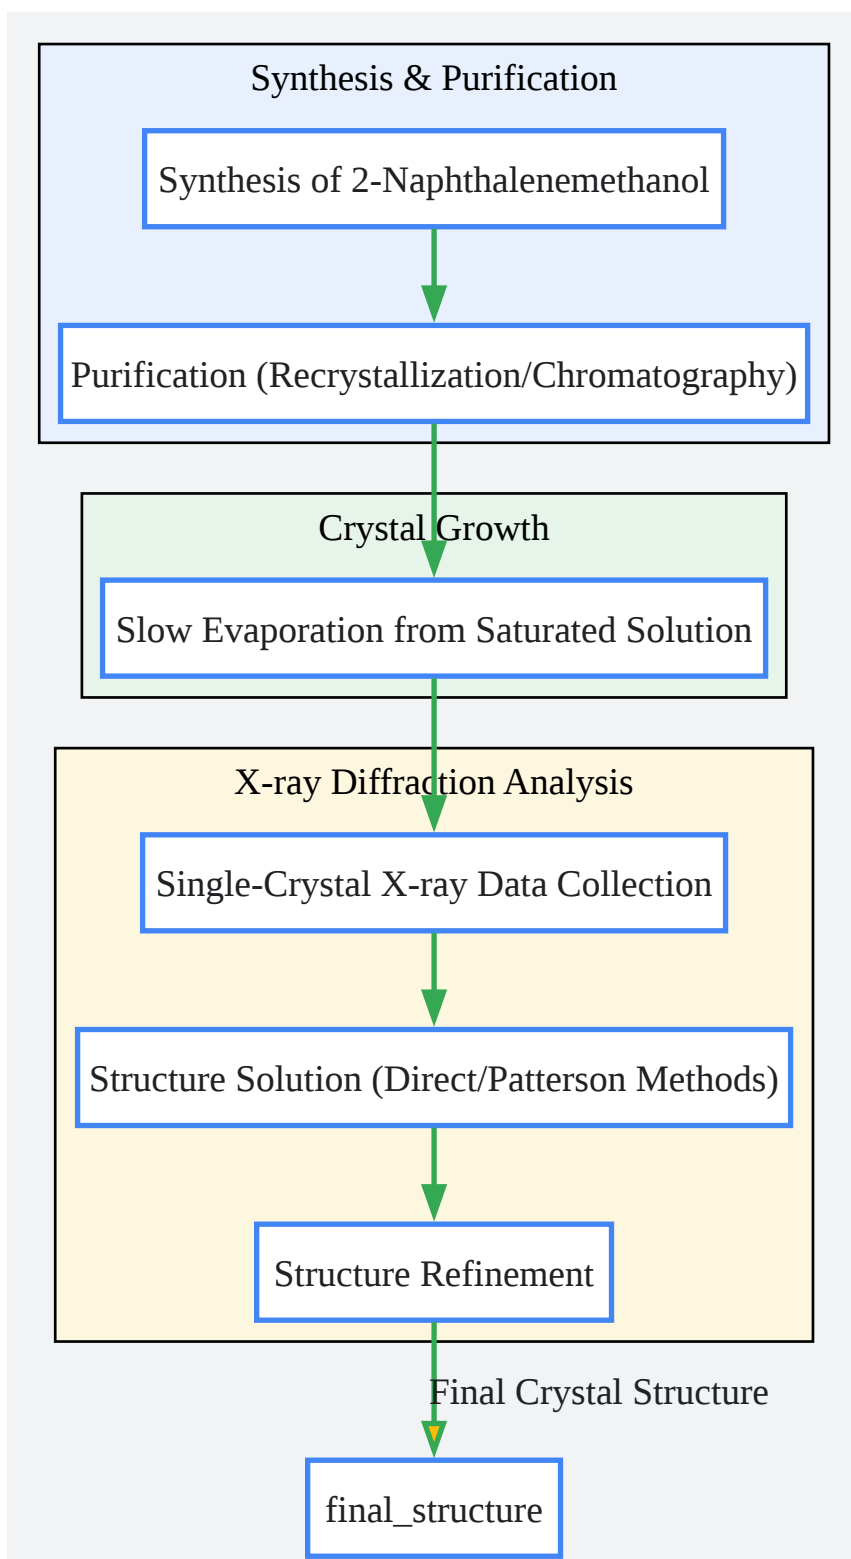 Synthesis & Purification
Synthesis of 2-Naphthalenemethanol
Purification (Recrystallization/Chromatography)
Crystal Growth
Slow Evaporation from Saturated Solution
X-ray Diffraction Analysis
Single-Crystal X-ray Data Collection
Structure Solution (Direct/Patterson Methods)
Structure Refinement
Final Crystal Structure
final_structure